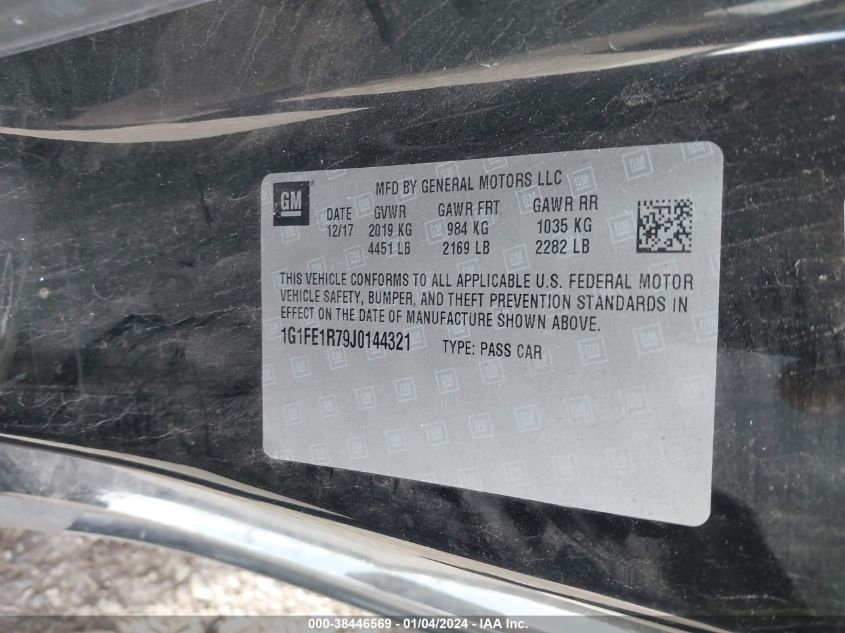 GM
MFD BY GENERAL MOTORS LLC
DATE GVWR GAWR FRT GAWR RR
12/17 2019 KG 984 KG 1035 KG
4451 LB 2169 LB 2282 LB
THIS VEHICLE CONFORMS TO ALL APPLICABLE U.S. FEDERAL MOTOR
VEHICLE SAFETY, BUMPER, AND THEFT PREVENTION STANDARDS IN
EFFECT ON THE DATE OF MANUFACTURE SHOWN ABOVE.
1G1FE1R79J0144321 TYPE: PASS CAR
000-38446569 - 01/04/2024 - IAAI.COM